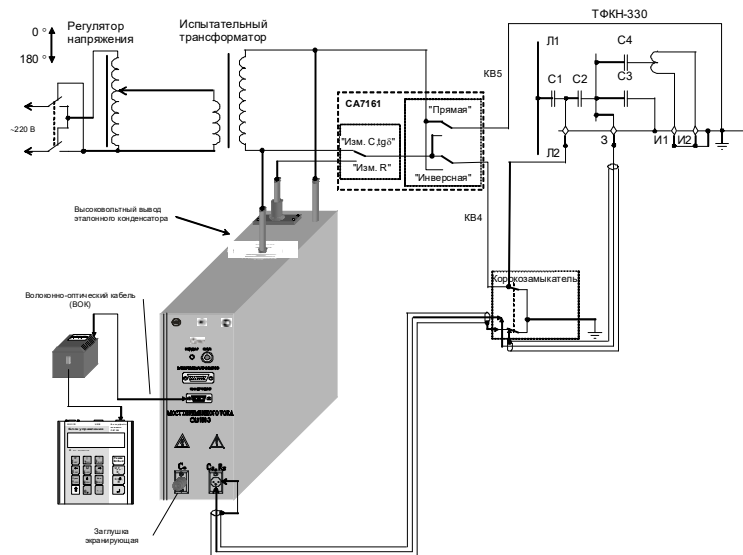 ТФКН-330
0 °
180 °
Регулятор
напряжения
Испытательный
трансформатор
Л1
С4
С3
С1
С2
КВ5
СА7161
"Прямая"
~220 В
"Изм. C,tgδ"
"Изм. R"
"Инверсная"
Л2
З
И1
И2
КВ4
Высоковольтный вывод
эталонного конденсатора
Корокозамыкатель
Волоконно-оптический кабель
(ВОК)
МОСТ ПЕРЕМЕННОГО ТОКА
Заглушка
экранирующая